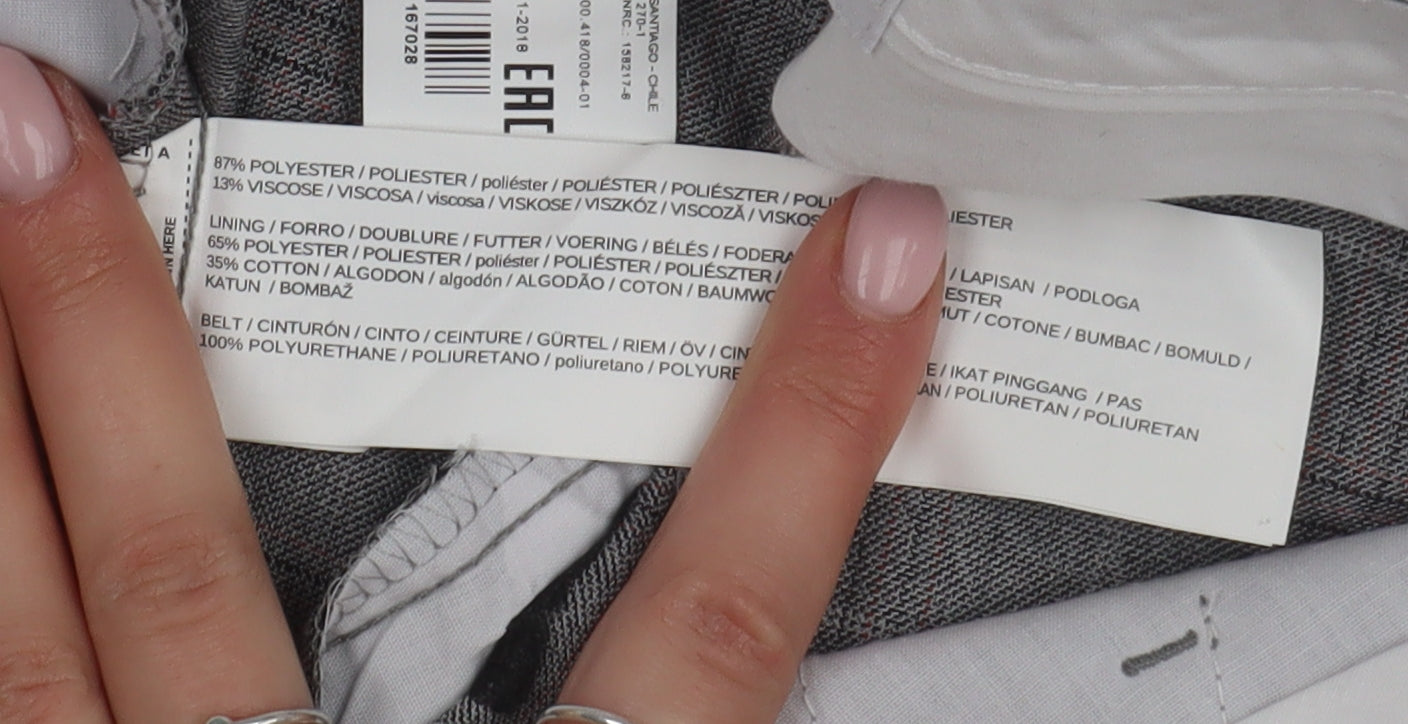 SANTIAGO - CHILE
270-1
NRC.: 158217-8
00.418/0004-01
EAC
1-2018
167028
A
HERE
87% POLYESTER / POLIESTER / poliéster / POLIÉSTER / POLIÉSZTER /
13% VISCOSE / VISCOSA / viscosa / VISKOSE / VISZKÓZ / VISCOZĂ /
LINING / FORRO / DOUBLURE / FUTTER / VOERING / BÉLÉS / FODERA / LAPISAN / PODLOGA
65% POLYESTER / POLIESTER / poliéster / POLIÉSTER / POLIÉSZTER /
35% COTTON / ALGODON / algodón / ALGODÃO / COTON / / COTONE / BUMBAC / BOMULD /
KATUN / BOMBAŽ
BELT / CINTURÓN / CINTO / CEINTURE / GÜRTEL / RIEM / ÖV / / IKAT PINGGANG / PAS
100% POLYURETHANE / POLIURETANO / poliuretano / / POLIURETAN / POLIURETAN